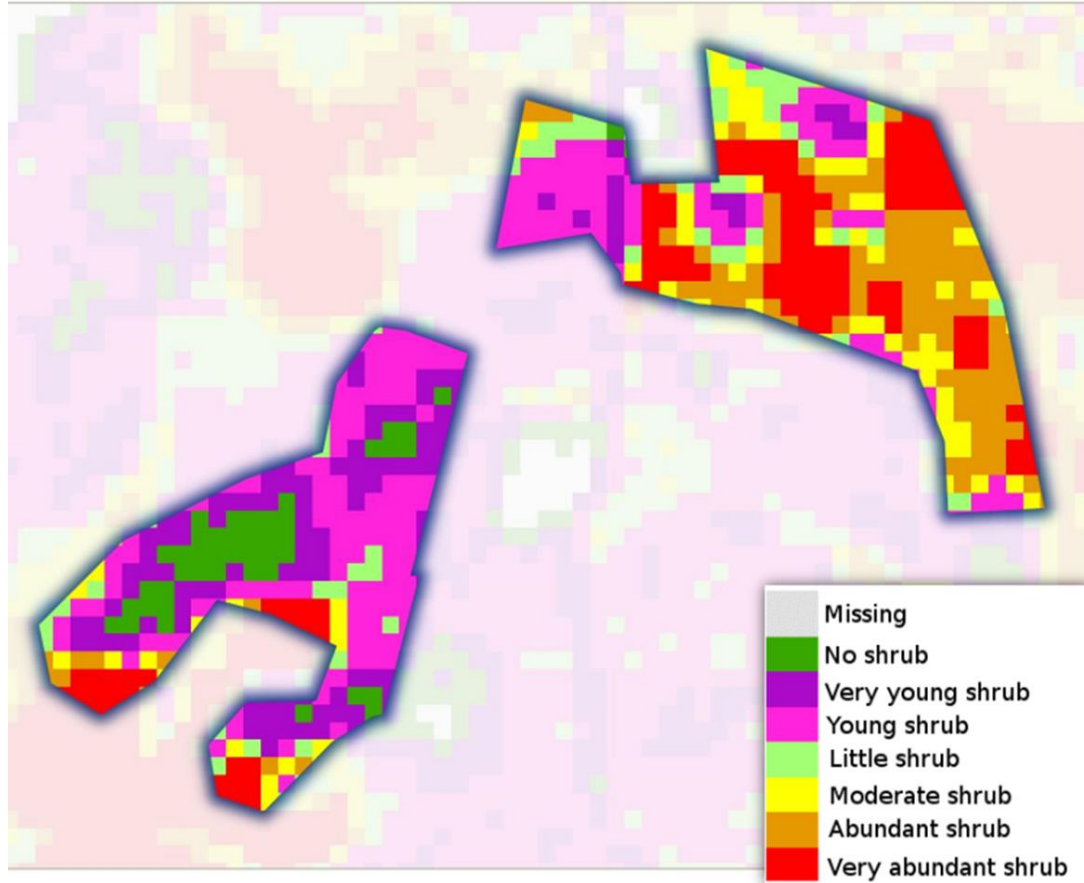 Missing
No shrub
Very young shrub
Young shrub
Little shrub
Moderate shrub
Abundant shrub
Very abundant shrub